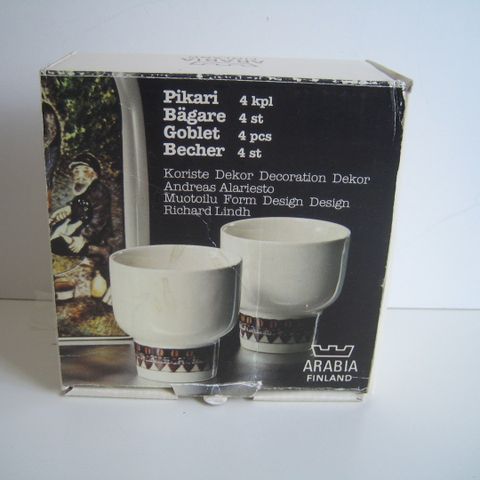 Pikari 4 kpl
Bägare 4 st
Goblet 4 pcs
Becher 4 st
Koriste Dekor Decoration Dekor
Andreas Alariesto
Muotoilu Form Design Design
Richard Lindh
ARABIA
FINLAND